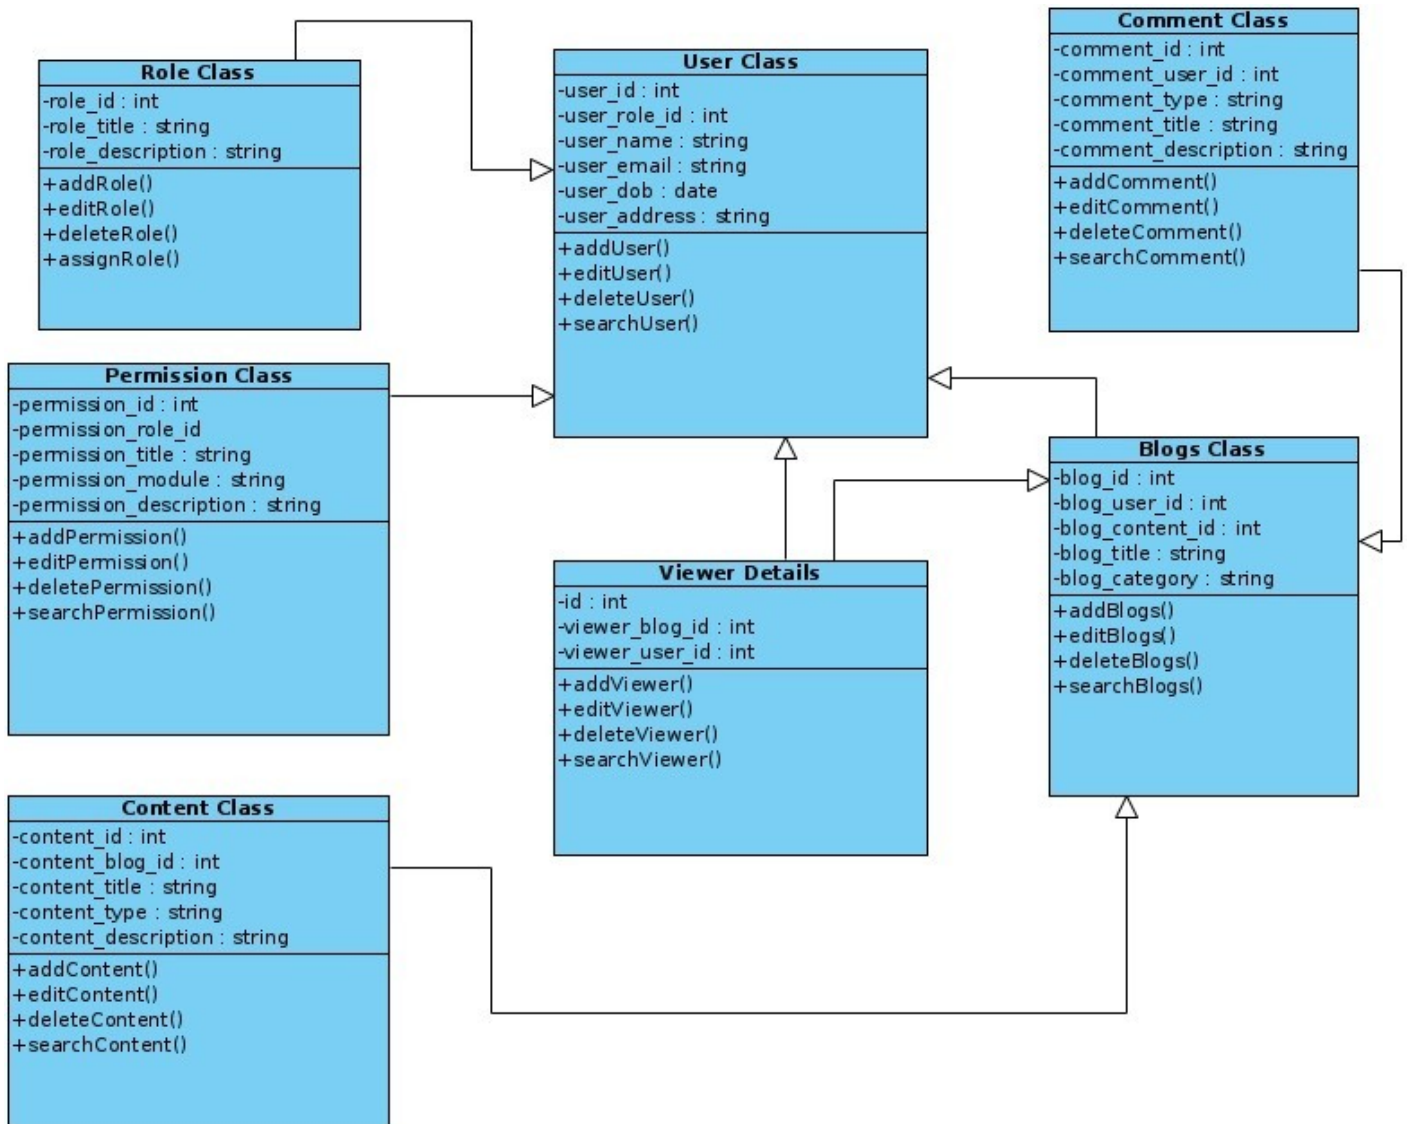 Role Class
-role_id : int
-role_title : string
-role_description : string
+addRole()
+editRole()
+deleteRole()
+assignRole()
User Class
-user_id : int
-user_role_id : int
-user_name : string
-user_email : string
-user_dob : date
-user_address : string
+addUser()
+editUser()
+deleteUser()
+searchUser()
Comment Class
-comment_id : int
-comment_user_id : int
-comment_type : string
-comment_title : string
-comment_description : string
+addComment()
+editComment()
+deleteComment()
+searchComment()
Permission Class
-permission_id : int
-permission_role_id
-permission_title : string
-permission_module : string
-permission_description : string
+addPermission()
+editPermission()
+deletePermission()
+searchPermission()
Viewer Details
-id : int
-viewer_blog_id : int
-viewer_user_id : int
+addViewer()
+editViewer()
+deleteViewer()
+searchViewer()
Blogs Class
-blog_id : int
-blog_user_id : int
-blog_content_id : int
-blog_title : string
-blog_category : string
+addBlogs()
+editBlogs()
+deleteBlogs()
+searchBlogs()
Content Class
-content_id : int
-content_blog_id : int
-content_title : string
-content_type : string
-content_description : string
+addContent()
+editContent()
+deleteContent()
+searchContent()